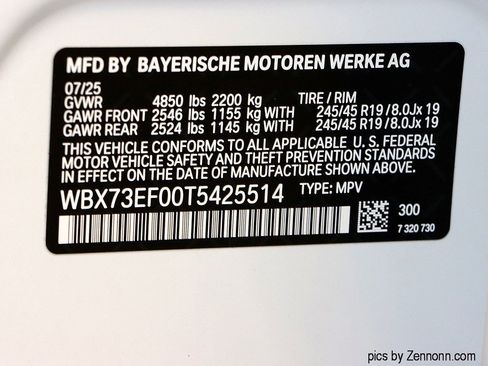 MFD BY BAYERISCHE MOTOREN WERKE AG
07/25
GVWR 4850 lbs 2200 kg TIRE / RIM
GAWR FRONT 2546 lbs 1155 kg WITH 245/45 R19 / 8.0Jx 19
GAWR REAR 2524 lbs 1145 kg WITH 245/45 R19 / 8.0Jx 19
THIS VEHICLE CONFORMS TO ALL APPLICABLE U.S. FEDERAL
MOTOR VEHICLE SAFETY AND THEFT PREVENTION STANDARDS
IN EFFECT ON THE DATE OF MANUFACTURE SHOWN ABOVE.
WBX73EF00T5425514 TYPE: MPV
300
7 320 730
pics by Zennonn.com